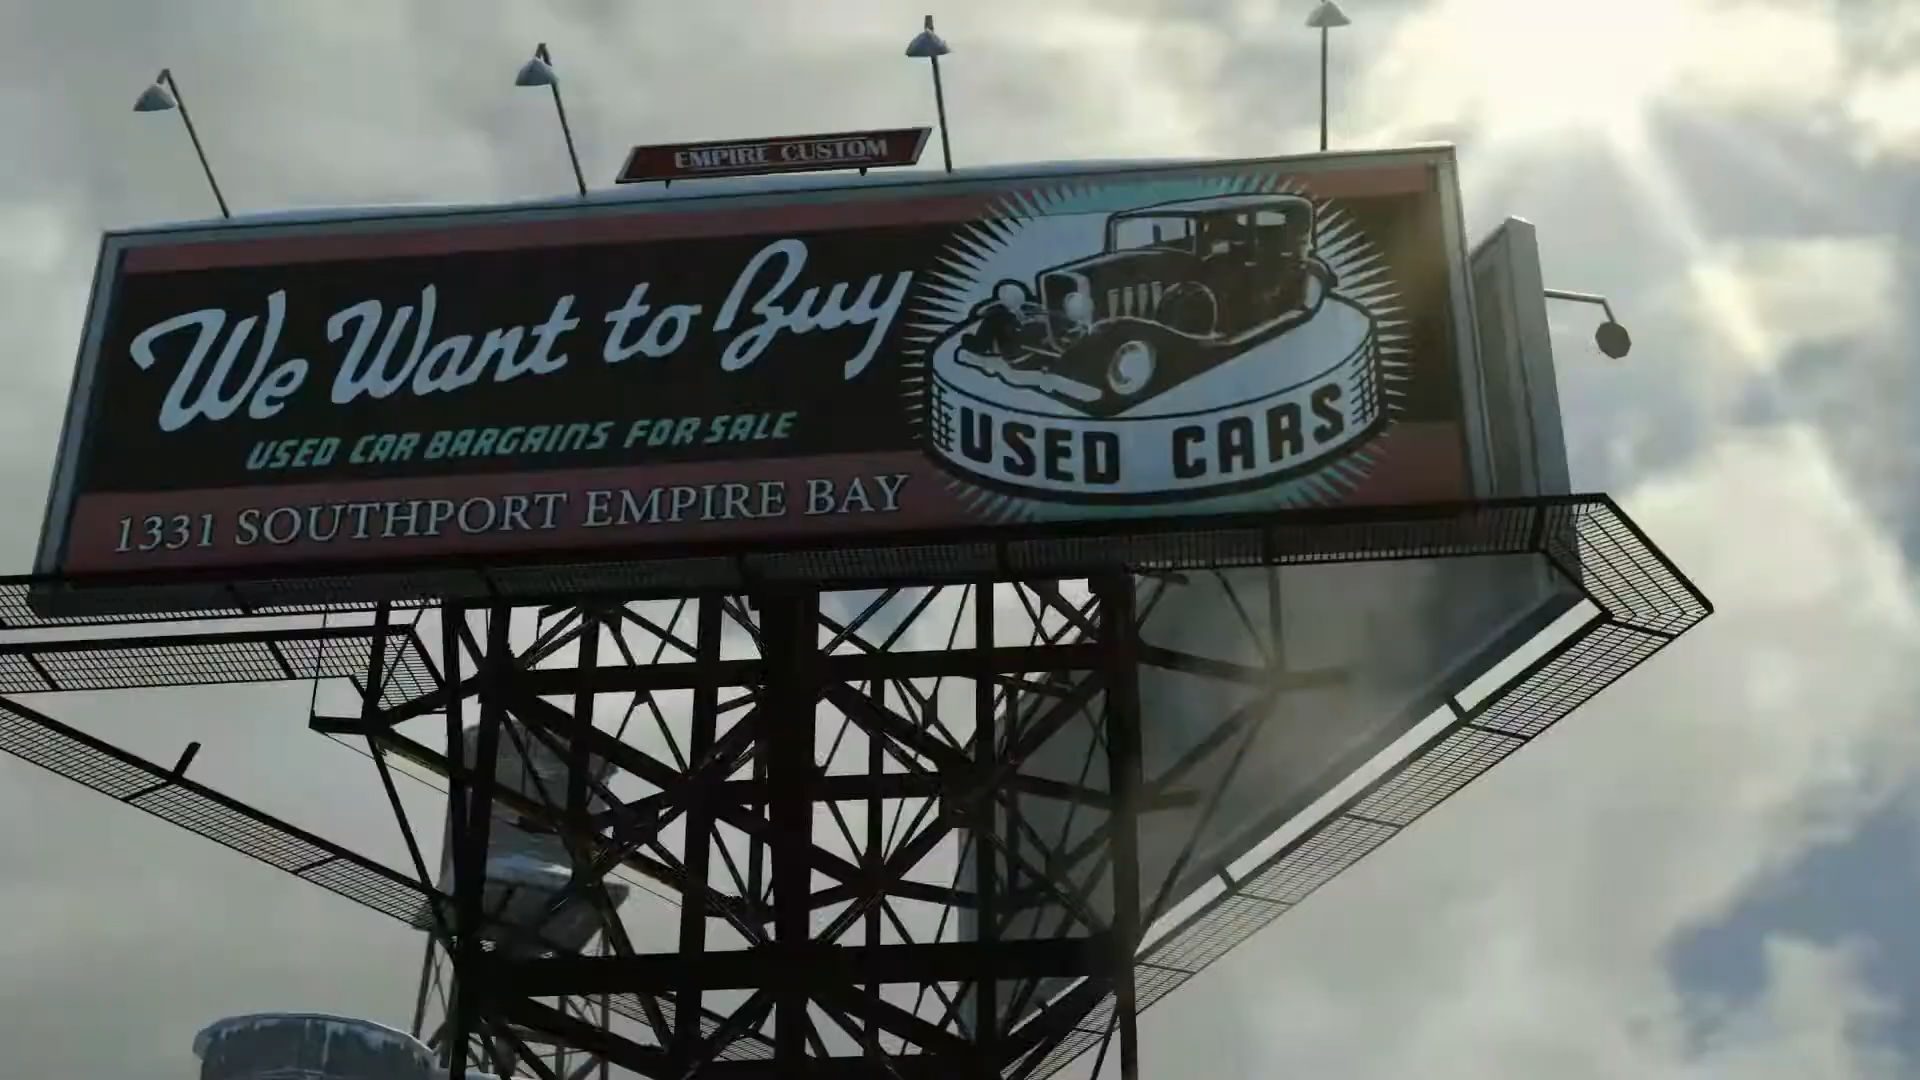 EMPIRE CUSTOM
We Want to Buy
USED CAR BARGAINS FOR SALE
1331 SOUTHPORT EMPIRE BAY
USED CARS